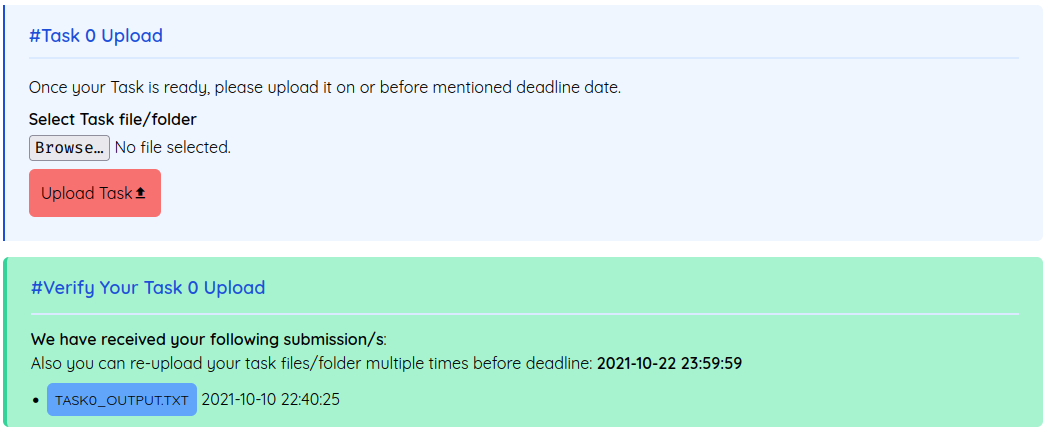 #Task 0 Upload
Once your Task is ready, please upload it on or before mentioned deadline date.
Select Task file/folder
Browse… No file selected.
Upload Task
#Verify Your Task 0 Upload
We have received your following submission/s:
Also you can re-upload your task files/folder multiple times before deadline: 2021-10-22 23:59:59
• TASK0_OUTPUT.TXT 2021-10-10 22:40:25